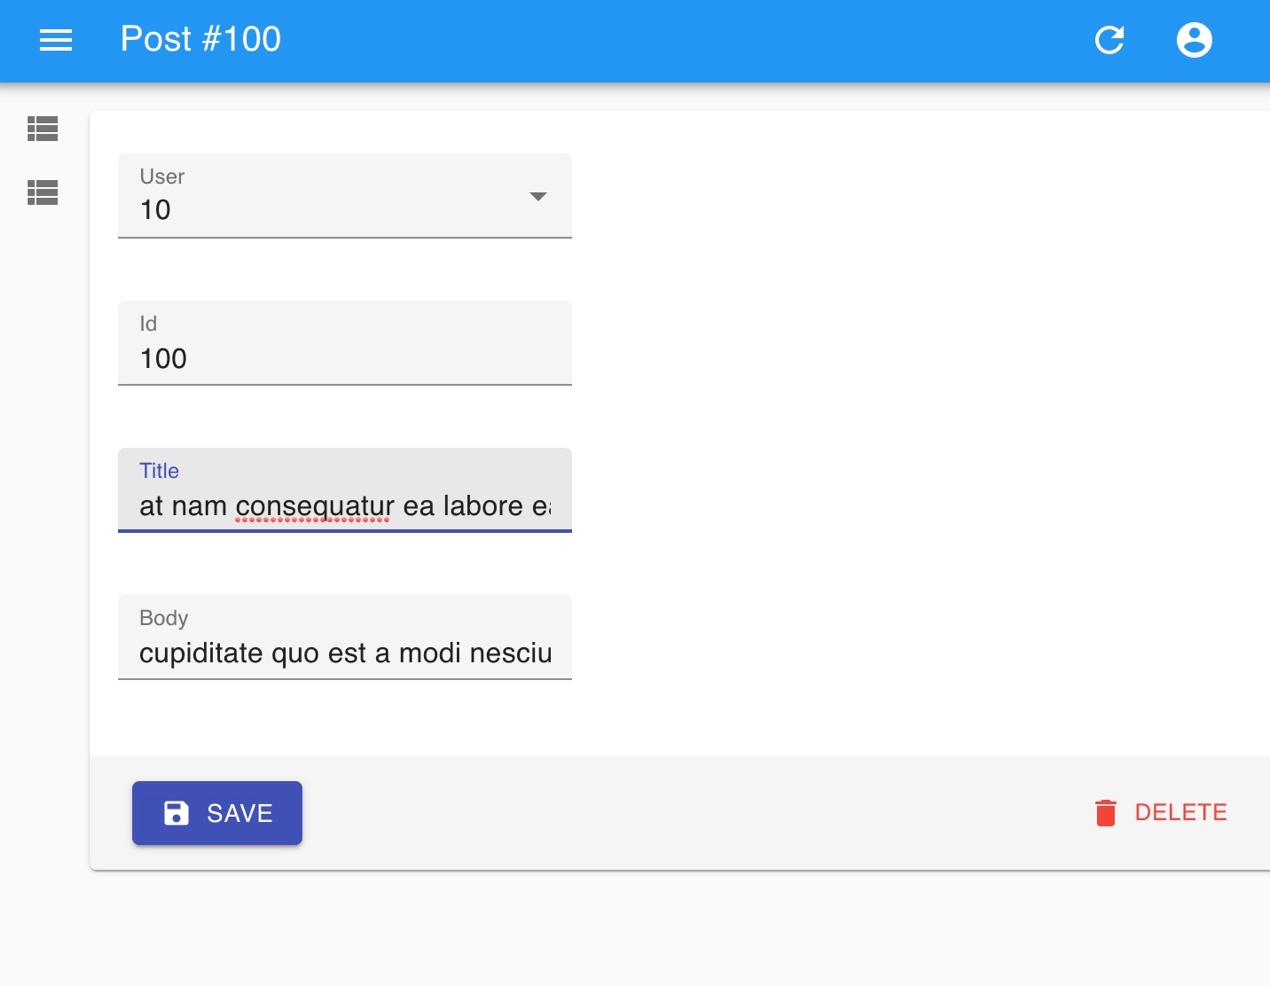 Post #100
User
10
Id
100
Title
at nam consequatur ea labore ea
Body
cupiditate quo est a modi nesciu
SAVE
DELETE